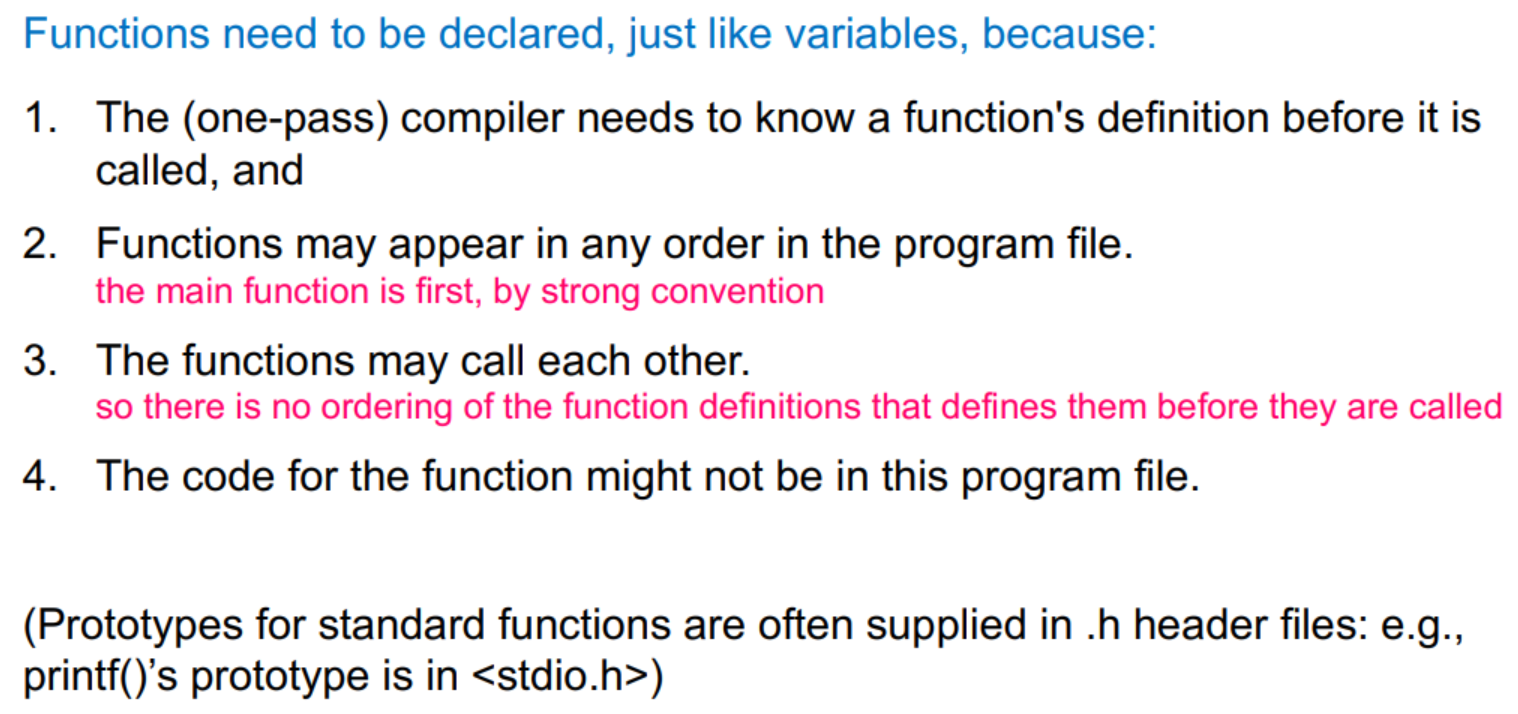 Functions need to be declared, just like variables, because:
1. The (one-pass) compiler needs to know a function's definition before it is
called, and
2. Functions may appear in any order in the program file.
the main function is first, by strong convention
3. The functions may call each other.
so there is no ordering of the function definitions that defines them before they are called
4. The code for the function might not be in this program file.
(Prototypes for standard functions are often supplied in .h header files: e.g.,
printf()’s prototype is in <stdio.h>)